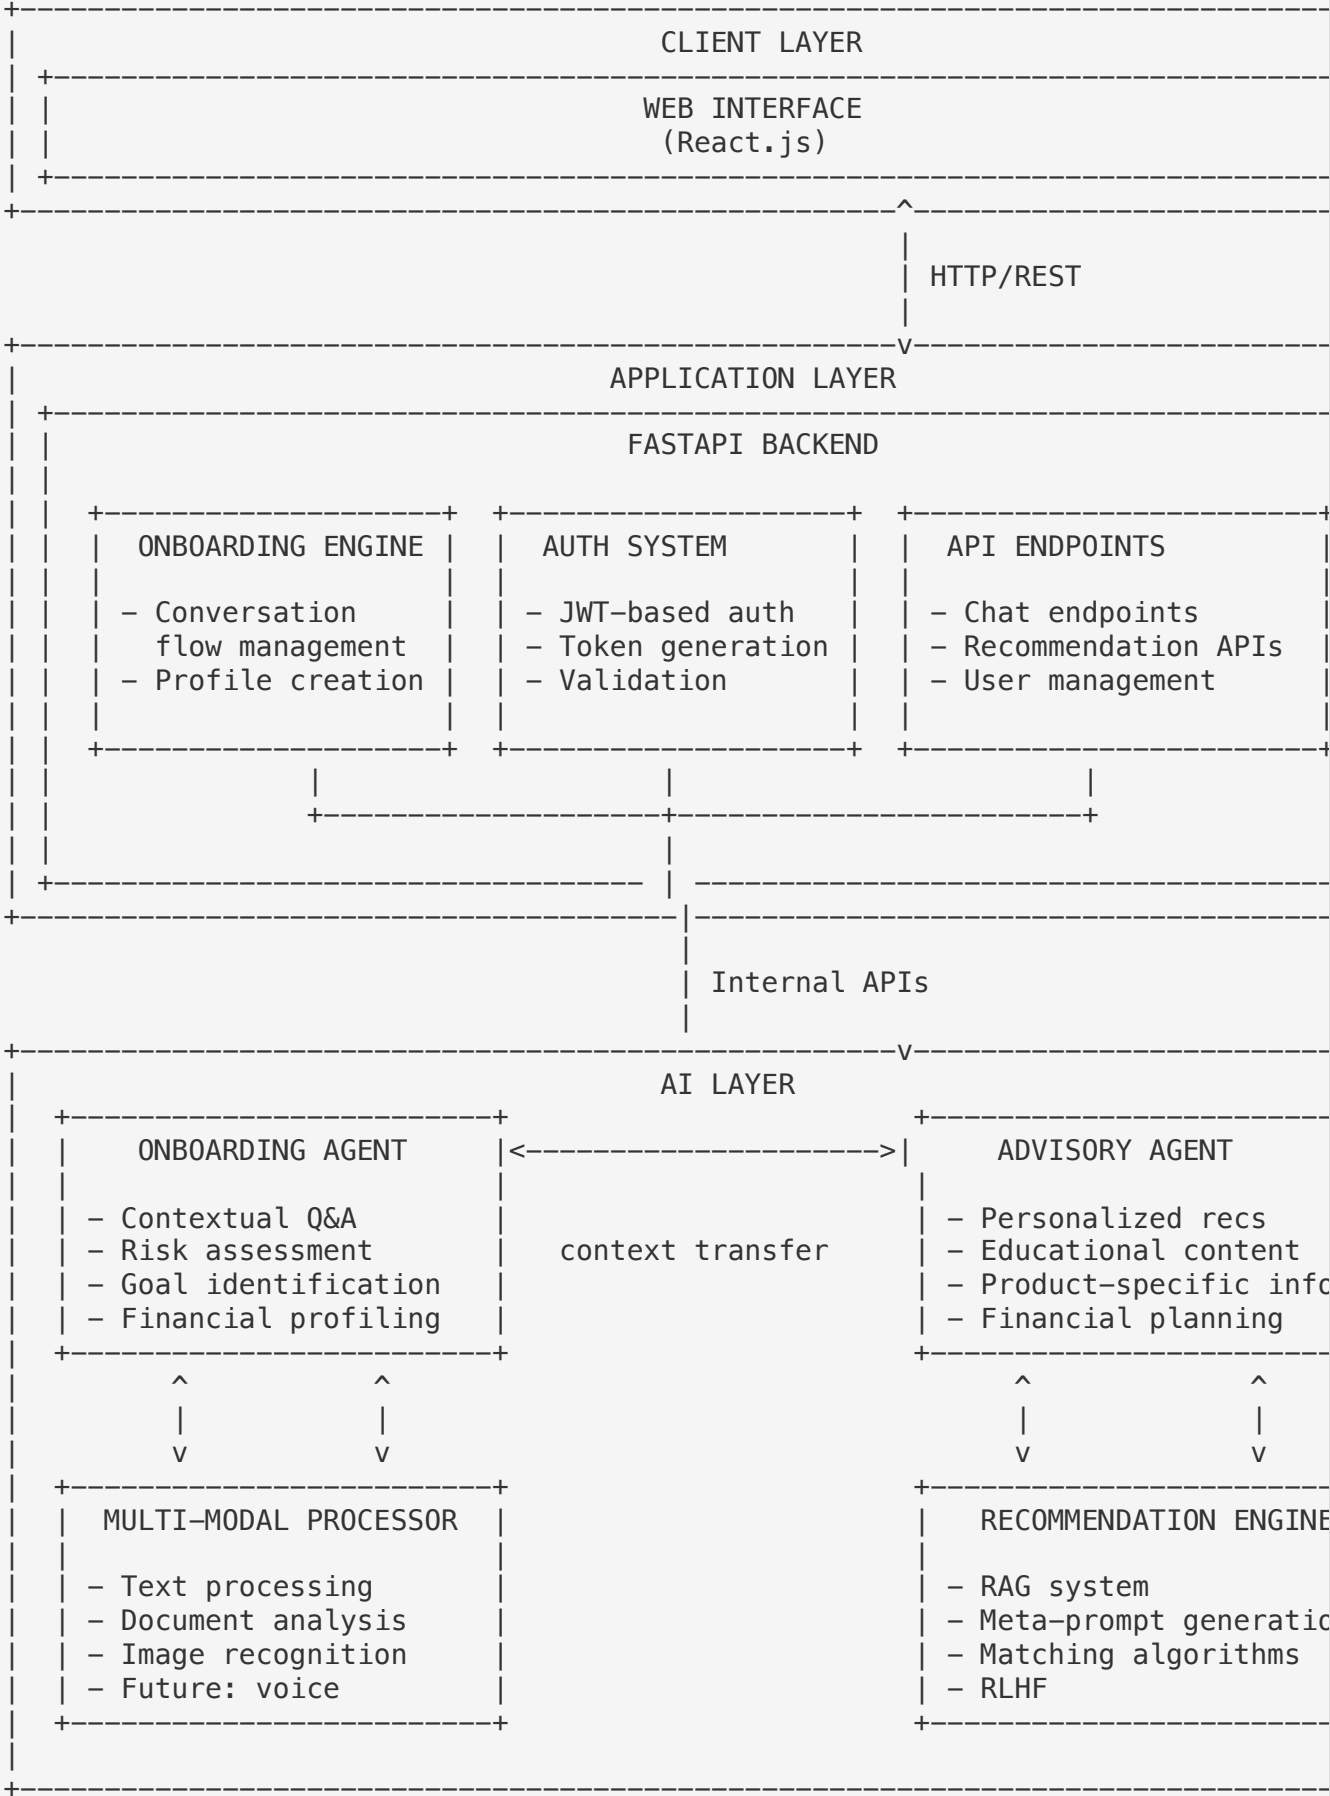 CLIENT LAYER
WEB INTERFACE
(React.js)
HTTP/REST
APPLICATION LAYER
FASTAPI BACKEND
ONBOARDING ENGINE AUTH SYSTEM API ENDPOINTS
- Conversation - JWT-based auth - Chat endpoints
flow management - Token generation - Recommendation APIs
- Profile creation - Validation - User management
Internal APIs
AI LAYER
ONBOARDING AGENT ADVISORY AGENT
- Contextual Q&A - Personalized recs
- Risk assessment context transfer - Educational content
- Goal identification - Product-specific info
- Financial profiling - Financial planning
MULTI-MODAL PROCESSOR RECOMMENDATION ENGINE
- Text processing - RAG system
- Document analysis - Meta-prompt generatio
- Image recognition - Matching algorithms
- Future: voice - RLHF